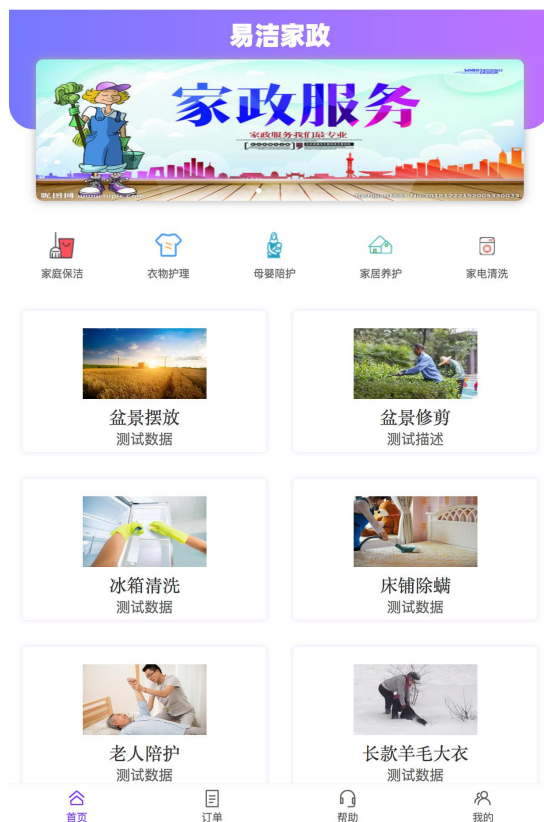 易洁家政
家政服务
家政服务我们最专业
家庭保洁
衣物护理
母婴陪护
家居养护
家电清洗
盆景摆放
测试数据
盆景修剪
测试描述
冰箱清洗
测试数据
床铺除螨
测试数据
老人陪护
测试数据
长款羊毛大衣
测试数据
首页
订单
帮助
我的